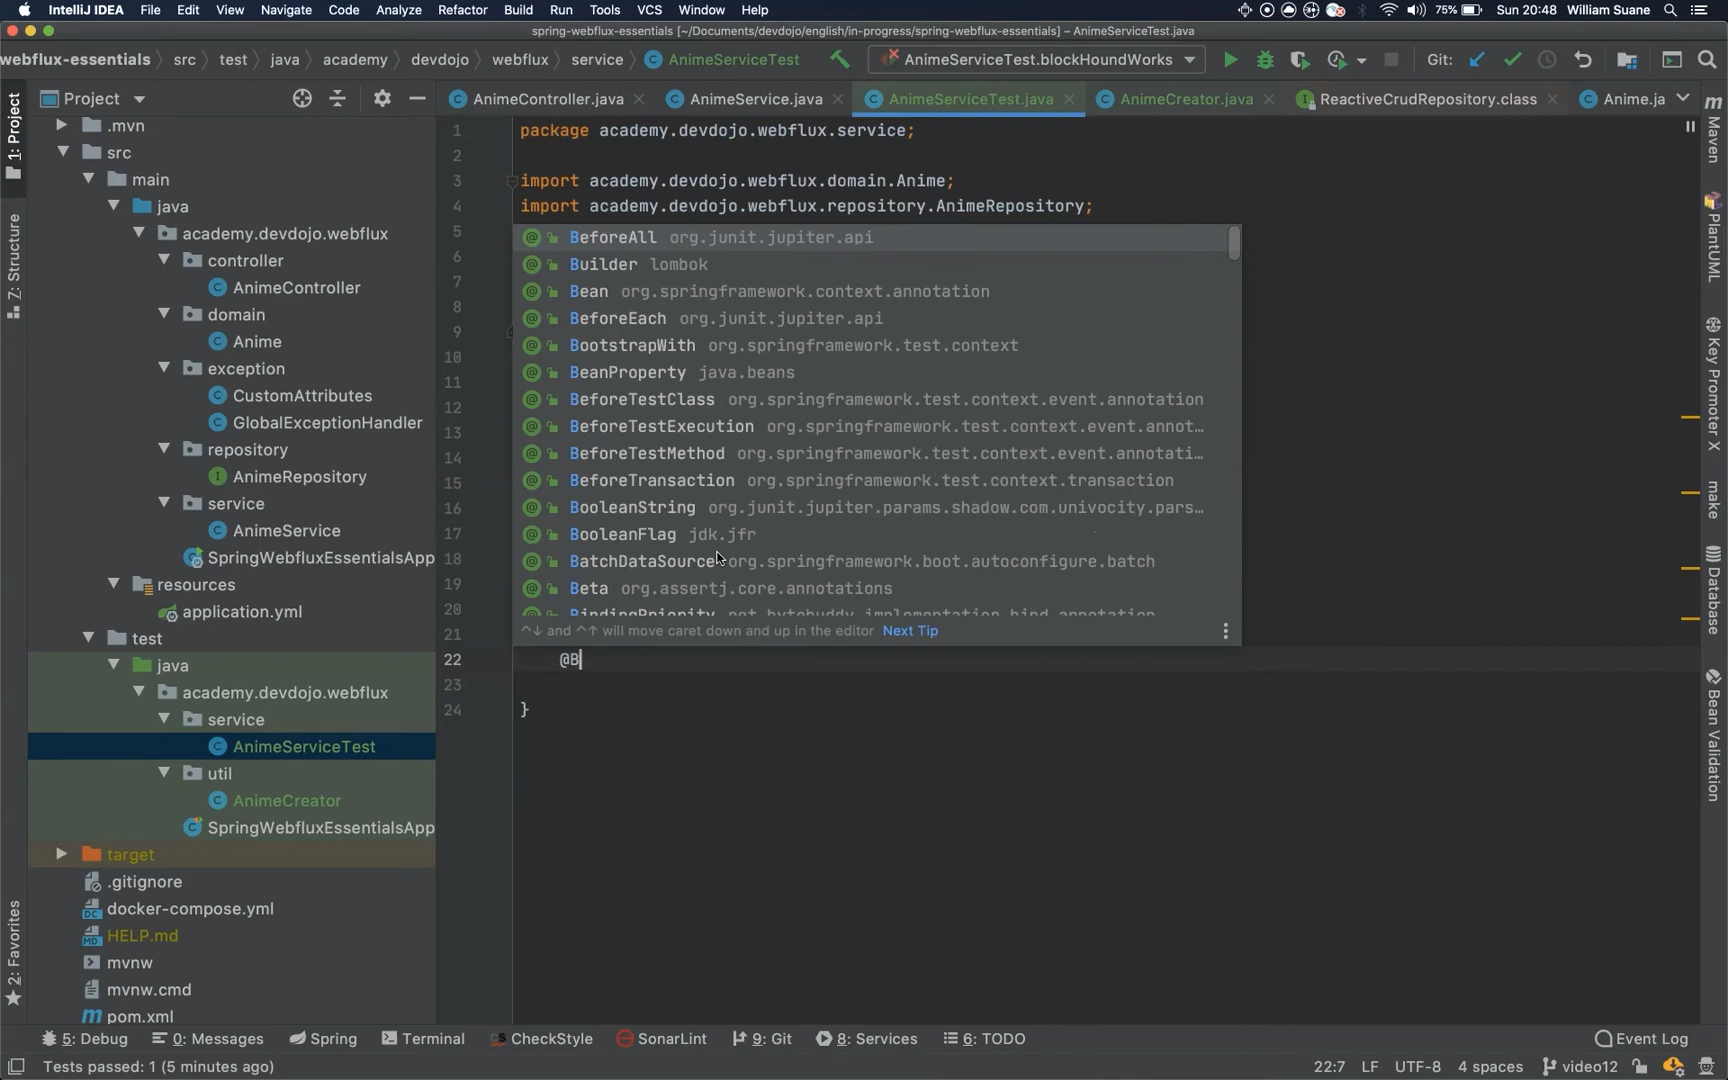 IntelliJ IDEA File Edit View Navigate Code Analyze Refactor Build Run Tools VCS Window Help 75% Sun 20:48 William Suane
spring-webflux-essentials [~/Documents/devdojo/english/in-progress/spring-webflux-essentials] – AnimeServiceTest.java
webflux-essentials src test java academy devdojo webflux service AnimeServiceTest AnimeServiceTest.blockHoundWorks Git:
Project AnimeController.java AnimeService.java AnimeServiceTest.java AnimeCreator.java ReactiveCrudRepository.class Anime.ja
1: Project
7: Structure
2: Favorites
.mvn
src
main
java
academy.devdojo.webflux
controller
AnimeController
domain
Anime
exception
CustomAttributes
GlobalExceptionHandler
repository
AnimeRepository
service
AnimeService
SpringWebfluxEssentialsApp
resources
application.yml
test
java
academy.devdojo.webflux
service
AnimeServiceTest
util
AnimeCreator
SpringWebfluxEssentialsApp
target
.gitignore
docker-compose.yml
HELP.md
mvnw
mvnw.cmd
pom.xml
1 package academy.devdojo.webflux.service;
2
3 import academy.devdojo.webflux.domain.Anime;
4 import academy.devdojo.webflux.repository.AnimeRepository;
5
6
7
8
9
10
11
12
13
14
15
16
17
18
19
20
21
22 @B
23
24 }
BeforeAll org.junit.jupiter.api
Builder lombok
Bean org.springframework.context.annotation
BeforeEach org.junit.jupiter.api
BootstrapWith org.springframework.test.context
BeanProperty java.beans
BeforeTestClass org.springframework.test.context.event.annotation
BeforeTestExecution org.springframework.test.context.event.annot…
BeforeTestMethod org.springframework.test.context.event.annotati…
BeforeTransaction org.springframework.test.context.transaction
BooleanString org.junit.jupiter.params.shadow.com.univocity.pars…
BooleanFlag jdk.jfr
BatchDataSource org.springframework.boot.autoconfigure.batch
Beta org.assertj.core.annotations
BindingPriority net.bytebuddy.implementation.bind.annotation
^↓ and ^↑ will move caret down and up in the editor Next Tip
Maven
PlantUML
Key Promoter X
make
Database
Bean Validation
5: Debug 0: Messages Spring Terminal CheckStyle SonarLint 9: Git 8: Services 6: TODO Event Log
Tests passed: 1 (5 minutes ago) 22:7 LF UTF-8 4 spaces video12